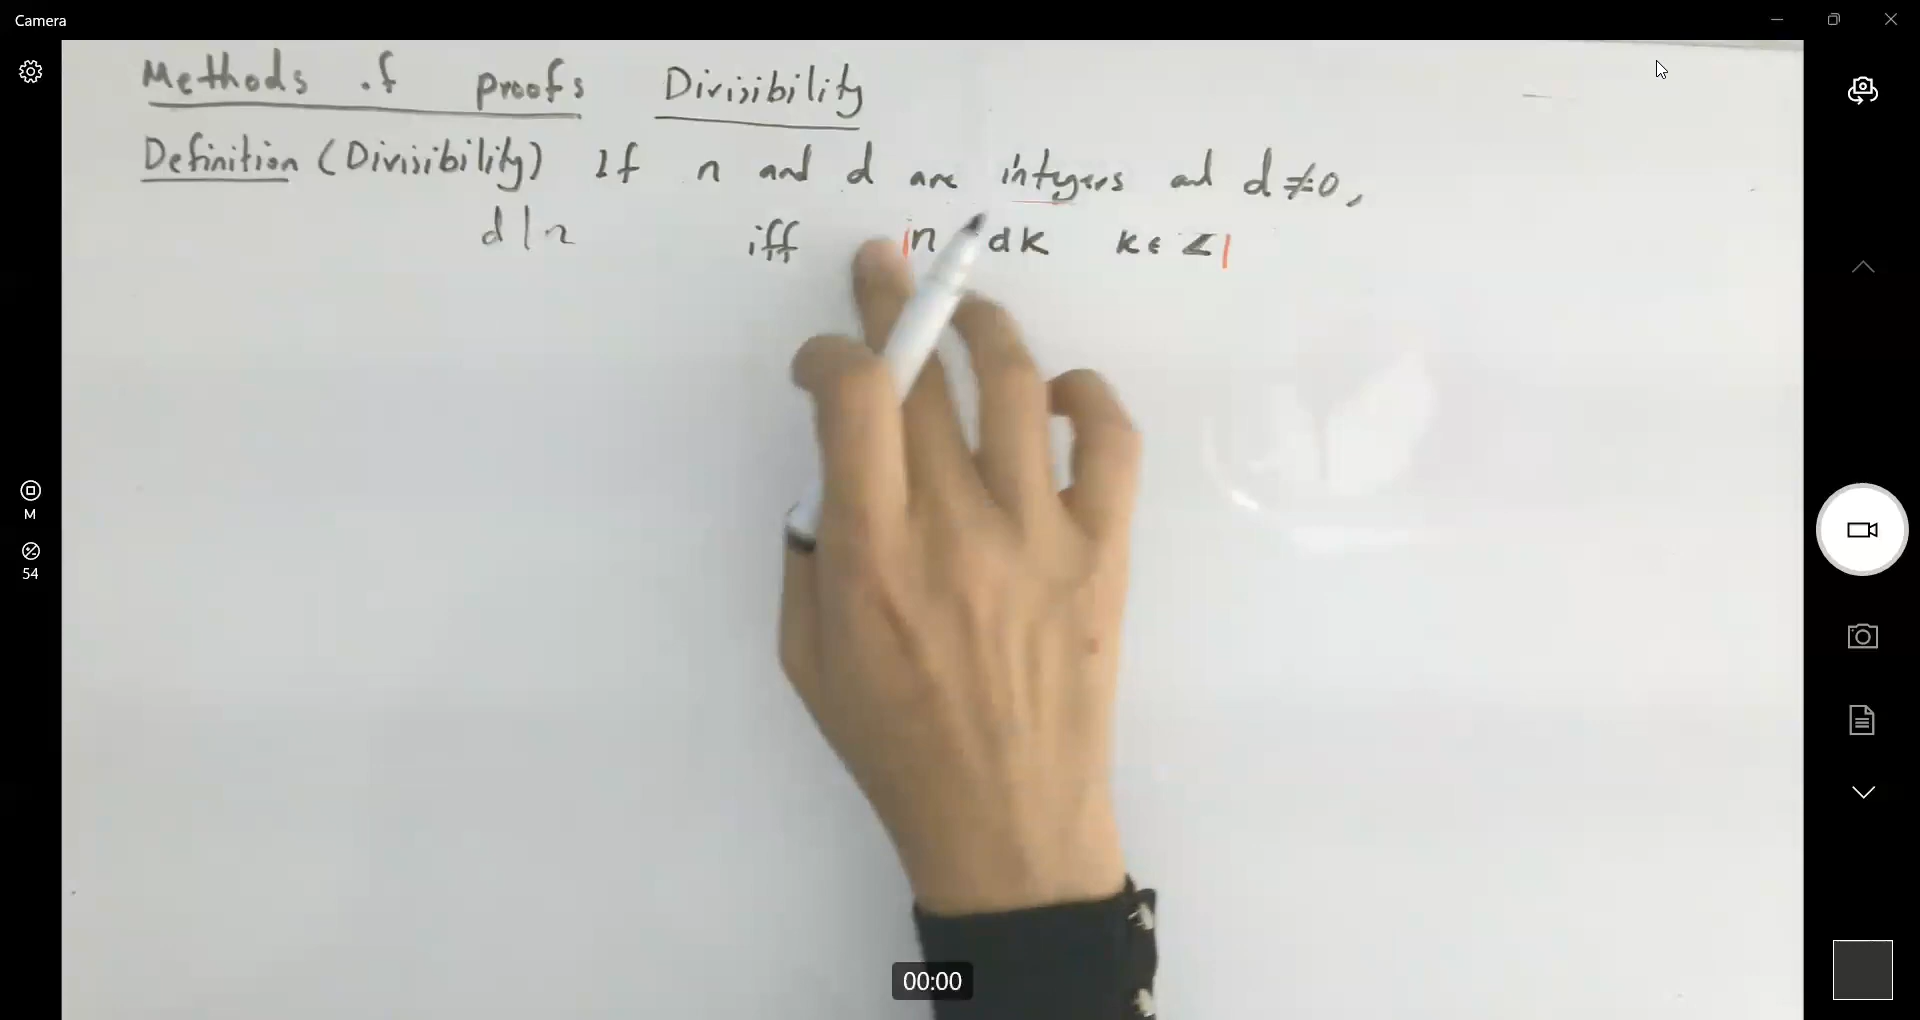 Camera
Methods of proofs Divisibility
Definition (Divisibility) If n and d are integers and d≠0,
d|n iff n dk k∈Z
M
54
00:00